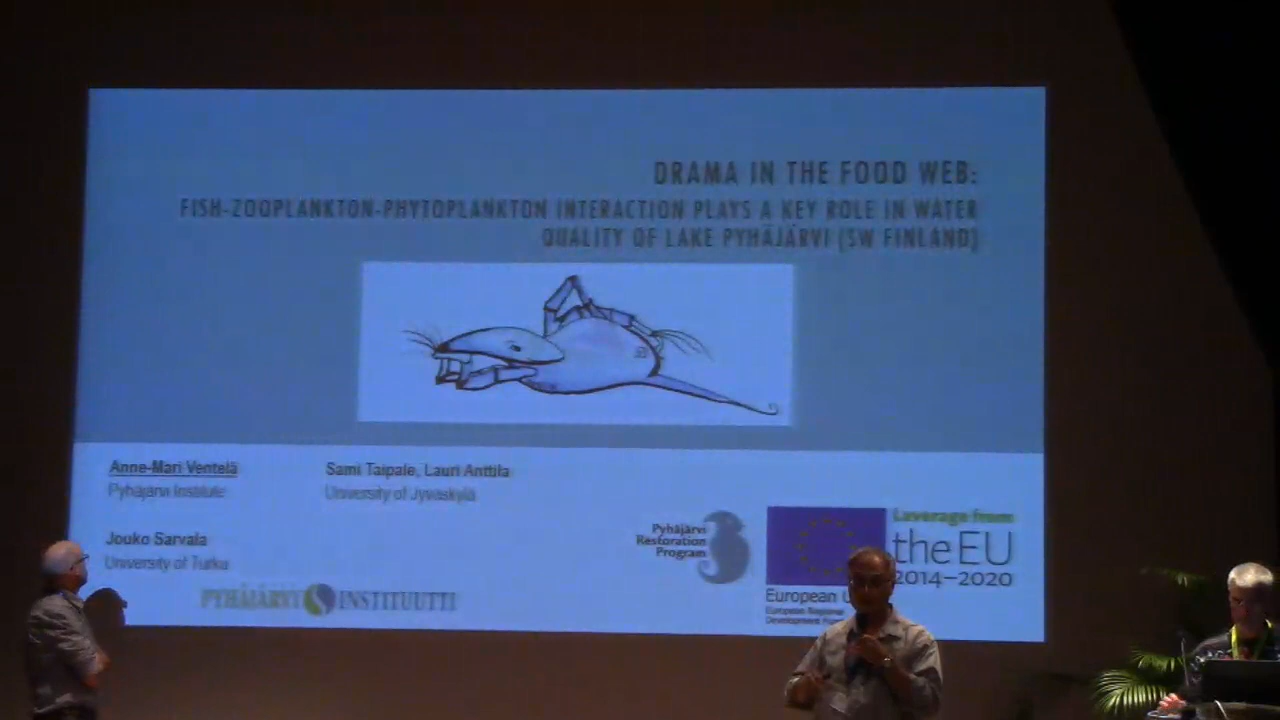 DRAMA IN THE FOOD WEB:
FISH-ZOOPLANKTON-PHYTOPLANKTON INTERACTION PLAYS A KEY ROLE IN WATER
QUALITY OF LAKE PYHÄJÄRVI (SW FINLAND)
Anne-Mari Ventelä
Pyhäjärvi Institute
Sami Taipale, Lauri Anttila
University of Jyväskylä
Jouko Sarvala
University of Turku
PYHÄJÄRVI INSTITUUTTI
Pyhäjärvi
Restoration
Program
Leverage from
the EU
2014–2020
European
European Regional
Development